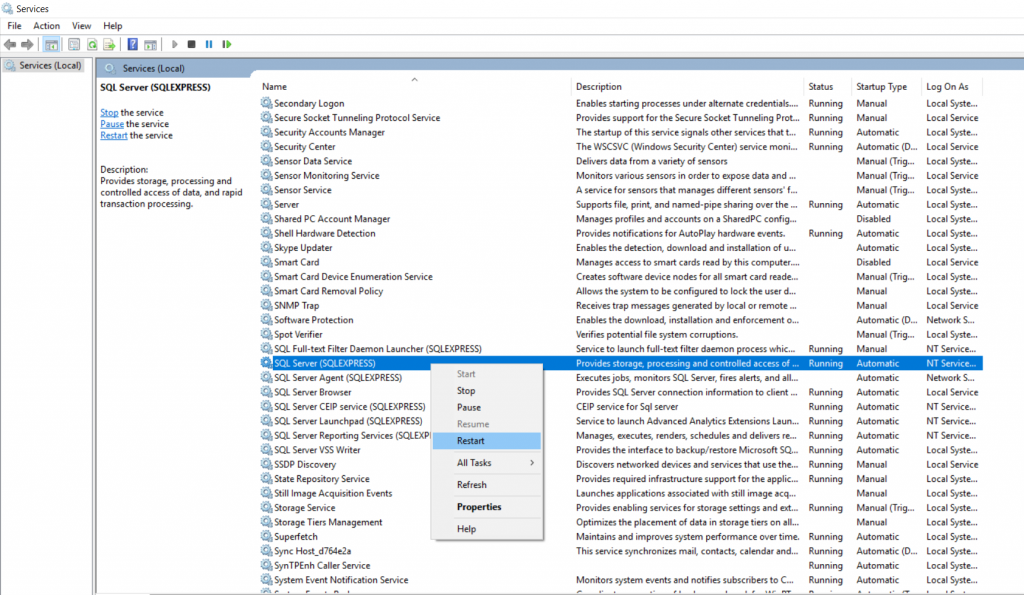 Services
File Action View Help
Services (Local)
Services (Local)
SQL Server (SQLEXPRESS)
Stop the service
Pause the service
Restart the service
Description:
Provides storage, processing and
controlled access of data, and rapid
transaction processing.
Name Description Status Startup Type Log On As
Secondary Logon Enables starting processes under alternate credentials.... Running Manual Local Syste...
Secure Socket Tunneling Protocol Service Provides support for the Secure Socket Tunneling Prot... Running Manual Local Service
Security Accounts Manager The startup of this service signals other services that t... Running Automatic Local Syste...
Security Center The WSCSVC (Windows Security Center) service moni... Running Automatic (D... Local Service
Sensor Data Service Delivers data from a variety of sensors Manual (Trig... Local Syste...
Sensor Monitoring Service Monitors various sensors in order to expose data and ... Manual (Trig... Local Service
Sensor Service A service for sensors that manages different sensors' f... Manual (Trig... Local Syste...
Server Supports file, print, and named-pipe sharing over the ... Running Automatic Local Syste...
Shared PC Account Manager Manages profiles and accounts on a SharedPC config... Disabled Local Syste...
Shell Hardware Detection Provides notifications for AutoPlay hardware events. Running Automatic Local Syste...
Skype Updater Enables the detection, download and installation of u... Automatic Local Syste...
Smart Card Manages access to smart cards read by this computer.... Disabled Local Service
Smart Card Device Enumeration Service Creates software device nodes for all smart card reade... Manual (Trig... Local Syste...
Smart Card Removal Policy Allows the system to be configured to lock the user d... Manual Local Syste...
SNMP Trap Receives trap messages generated by local or remote ... Manual Local Service
Software Protection Enables the download, installation and enforcement o... Automatic (D... Network S...
Spot Verifier Verifies potential file system corruptions. Manual (Trig... Local Syste...
SQL Full-text Filter Daemon Launcher (SQLEXPRESS) Service to launch full-text filter daemon process whic... Running Manual NT Service...
SQL Server (SQLEXPRESS) Provides storage, processing and controlled access of ... Running Automatic NT Service...
SQL Server Agent (SQLEXPRESS) Executes jobs, monitors SQL Server, fires alerts, and all... Automatic Network S...
SQL Server Browser Provides SQL Server connection information to client ... Running Automatic Local Service
SQL Server CEIP service (SQLEXPRESS) CEIP service for Sql server Running Automatic NT Service...
SQL Server Launchpad (SQLEXPRESS) Service to launch Advanced Analytics Extensions Laun... Running Automatic NT Service...
SQL Server Reporting Services (SQLEXP Manages, executes, renders, schedules and delivers re... Running Automatic NT Service...
SQL Server VSS Writer Provides the interface to backup/restore Microsoft SQ... Running Automatic Local Syste...
SSDP Discovery Discovers networked devices and services that use the... Running Manual Local Service
State Repository Service Provides required infrastructure support for the applic... Running Manual Local Syste...
Still Image Acquisition Events Launches applications associated with still image acq... Manual Local Syste...
Storage Service Provides enabling services for storage settings and ext... Running Manual (Trig... Local Syste...
Storage Tiers Management Optimizes the placement of data in storage tiers on all... Manual Local Syste...
Superfetch Maintains and improves system performance over time. Running Automatic Local Syste...
Sync Host_d764e2a This service synchronizes mail, contacts, calendar and... Running Automatic (D... Local Syste...
SynTPEnh Caller Service Running Automatic Local Syste...
System Event Notification Service Monitors system events and notifies subscribers to C... Running Automatic Local Syste...
Start
Stop
Pause
Resume
Restart
All Tasks
Refresh
Properties
Help